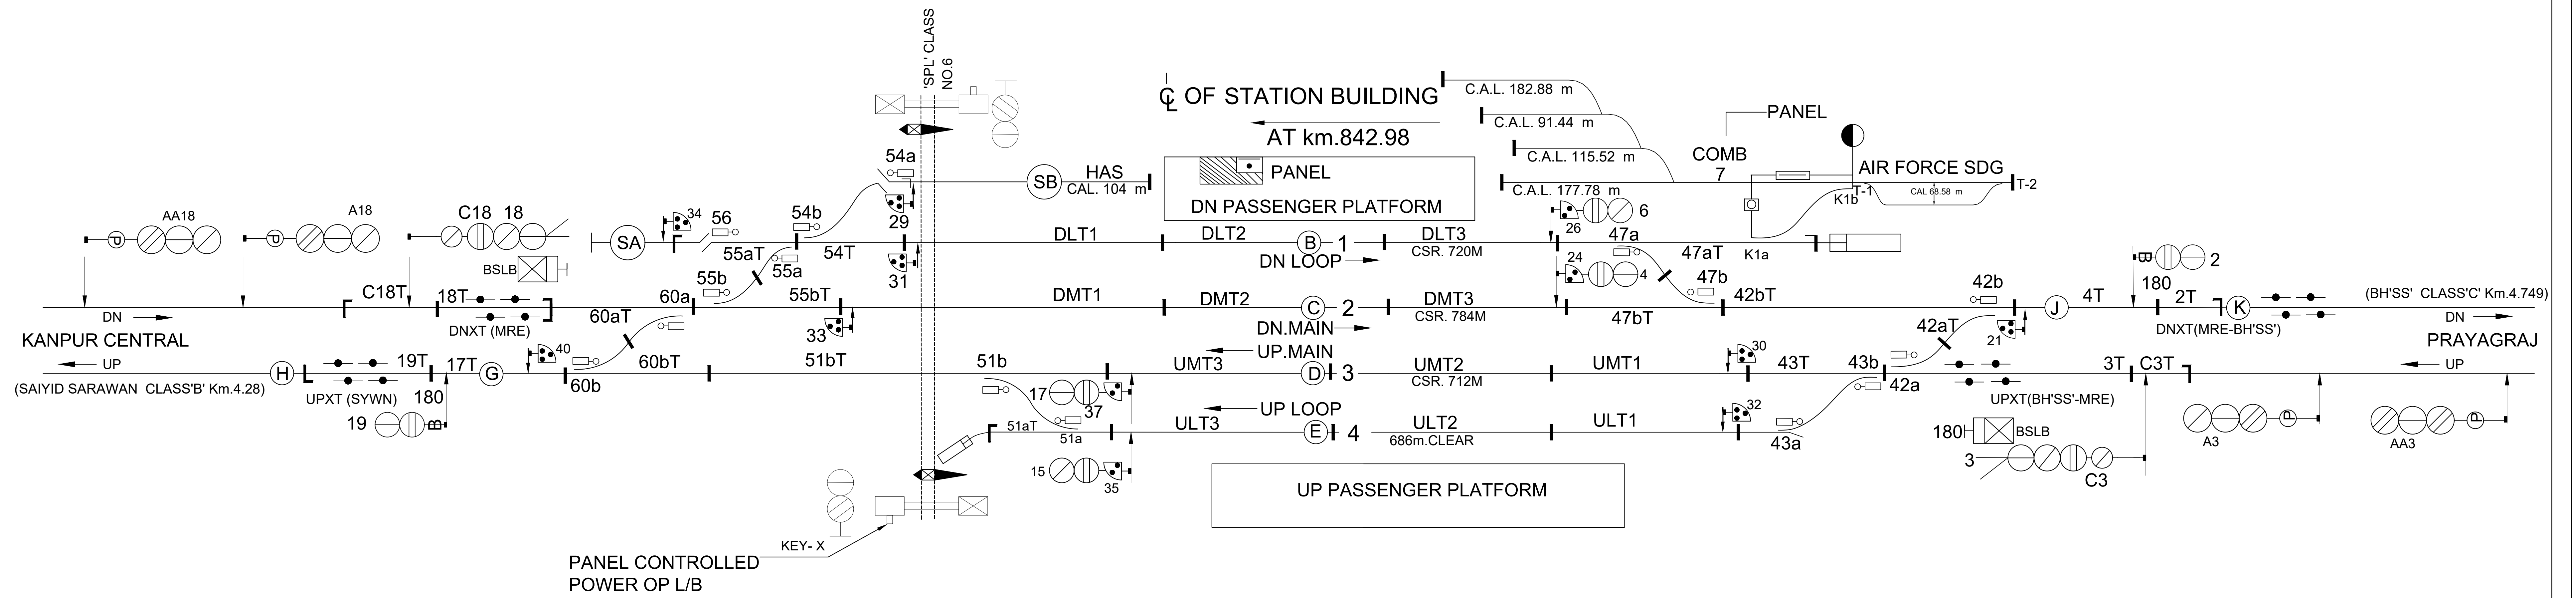 'SPL' CLASS
NO.6
℄ OF STATION BUILDING
AT km.842.98
C.A.L. 182.88 m
C.A.L. 91.44 m
C.A.L. 115.52 m
C.A.L. 177.78 m
PANEL
COMB
7
AIR FORCE SDG
T-1
K1b
CAL 68.58 m
T-2
54a
SB
HAS
CAL. 104 m
PANEL
DN PASSENGER PLATFORM
AA18
P
A18
P
C18
18
BSLB
34
56
54b
SA
29
55aT
54T
55a
DLT1
DLT2
B
1
DLT3
CSR. 720M
DN LOOP
26
6
47a
47aT
K1a
31
24
4
47b
42b
B
2
180
C18T
18T
DNXT (MRE)
60aT
60a
55b
55bT
33
DMT1
DMT2
C
2
DMT3
CSR. 784M
47bT
42bT
42aT
21
J
4T
2T
K
DNXT(MRE-BH'SS')
(BH'SS' CLASS'C' Km.4.749)
DN
DN
KANPUR CENTRAL
PRAYAGRAJ
DN.MAIN
UP.MAIN
UP
UP
(SAIYID SARAWAN CLASS'B' Km.4.28)
H
UPXT (SYWN)
19T
17T
180
G
40
60b
60bT
51bT
51b
UMT3
D
3
UMT2
CSR. 712M
UMT1
30
43T
43b
42a
UPXT(BH'SS'-MRE)
3T
C3T
19
B
17
37
UP LOOP
51aT
51a
ULT3
E
4
ULT2
686m.CLEAR
ULT1
32
43a
180
BSLB
3
C3
A3
P
AA3
P
15
35
UP PASSENGER PLATFORM
KEY- X
PANEL CONTROLLED
POWER OP L/B